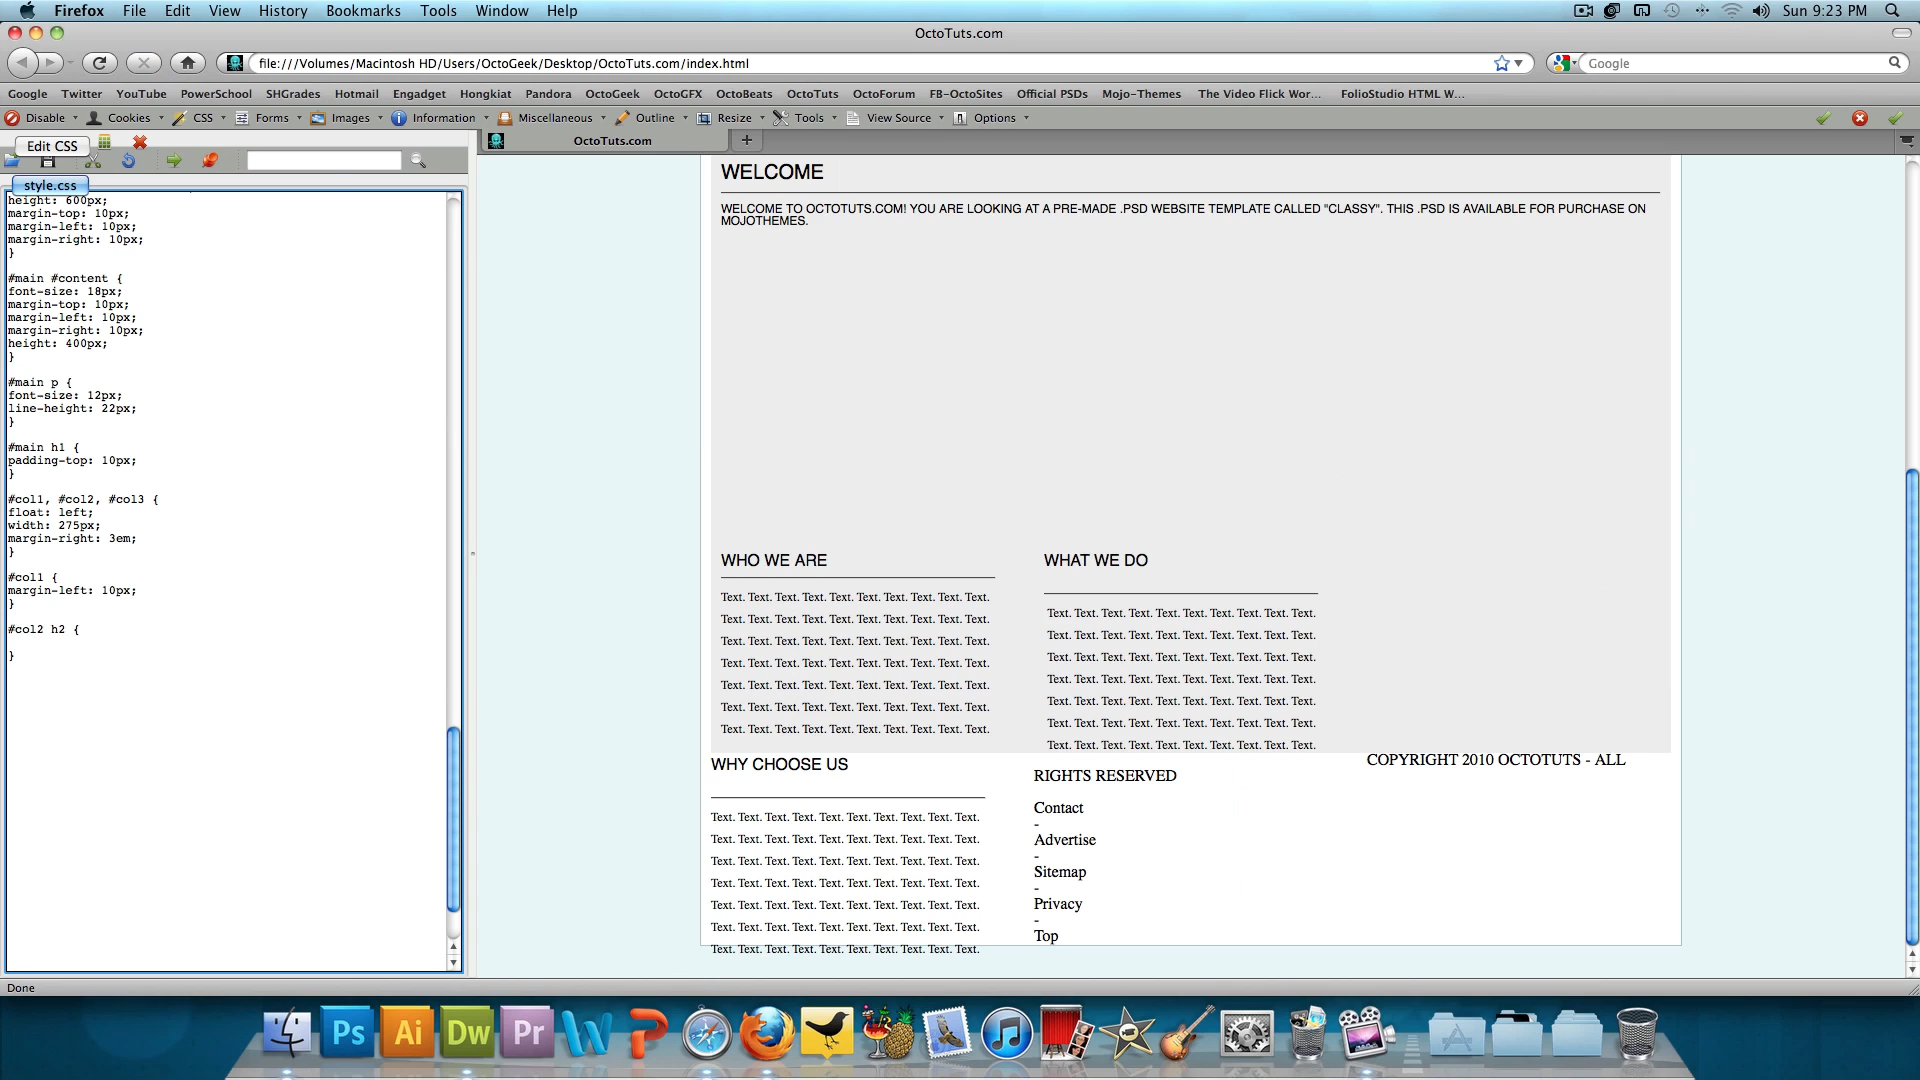 Firefox File Edit View History Bookmarks Tools Window Help
Sun 9:23 PM
OctoTuts.com
file:///Volumes/Macintosh HD/Users/OctoGeek/Desktop/OctoTuts.com/index.html
Google
Google Twitter YouTube PowerSchool SHGrades Hotmail Engadget Hongkiat Pandora OctoGeek OctoGFX OctoBeats OctoTuts OctoForum FB-OctoSites Official PSDs Mojo-Themes The Video Flick Wor... FolioStudio HTML W...
Disable Cookies CSS Forms Images Information Miscellaneous Outline Resize Tools View Source Options
Edit CSS
OctoTuts.com
style.css
height: 600px;
margin-top: 10px;
margin-left: 10px;
margin-right: 10px;
}
#main #content {
font-size: 18px;
margin-top: 10px;
margin-left: 10px;
margin-right: 10px;
height: 400px;
}
#main p {
font-size: 12px;
line-height: 22px;
}
#main h1 {
padding-top: 10px;
}
#col1, #col2, #col3 {
float: left;
width: 275px;
margin-right: 3em;
}
#col1 {
margin-left: 10px;
}
#col2 h2 {
}
WELCOME
WELCOME TO OCTOTUTS.COM! YOU ARE LOOKING AT A PRE-MADE .PSD WEBSITE TEMPLATE CALLED "CLASSY". THIS .PSD IS AVAILABLE FOR PURCHASE ON
MOJOTHEMES.
WHO WE ARE
Text. Text. Text. Text. Text. Text. Text. Text. Text. Text.
Text. Text. Text. Text. Text. Text. Text. Text. Text. Text.
Text. Text. Text. Text. Text. Text. Text. Text. Text. Text.
Text. Text. Text. Text. Text. Text. Text. Text. Text. Text.
Text. Text. Text. Text. Text. Text. Text. Text. Text. Text.
Text. Text. Text. Text. Text. Text. Text. Text. Text. Text.
Text. Text. Text. Text. Text. Text. Text. Text. Text. Text.
WHAT WE DO
Text. Text. Text. Text. Text. Text. Text. Text. Text. Text.
Text. Text. Text. Text. Text. Text. Text. Text. Text. Text.
Text. Text. Text. Text. Text. Text. Text. Text. Text. Text.
Text. Text. Text. Text. Text. Text. Text. Text. Text. Text.
Text. Text. Text. Text. Text. Text. Text. Text. Text. Text.
Text. Text. Text. Text. Text. Text. Text. Text. Text. Text.
Text. Text. Text. Text. Text. Text. Text. Text. Text. Text.
WHY CHOOSE US
Text. Text. Text. Text. Text. Text. Text. Text. Text. Text.
Text. Text. Text. Text. Text. Text. Text. Text. Text. Text.
Text. Text. Text. Text. Text. Text. Text. Text. Text. Text.
Text. Text. Text. Text. Text. Text. Text. Text. Text. Text.
Text. Text. Text. Text. Text. Text. Text. Text. Text. Text.
Text. Text. Text. Text. Text. Text. Text. Text. Text. Text.
Text. Text. Text. Text. Text. Text. Text. Text. Text. Text.
COPYRIGHT 2010 OCTOTUTS - ALL
RIGHTS RESERVED
Contact
-
Advertise
-
Sitemap
-
Privacy
-
Top
Done
Ps Ai Dw Pr W P